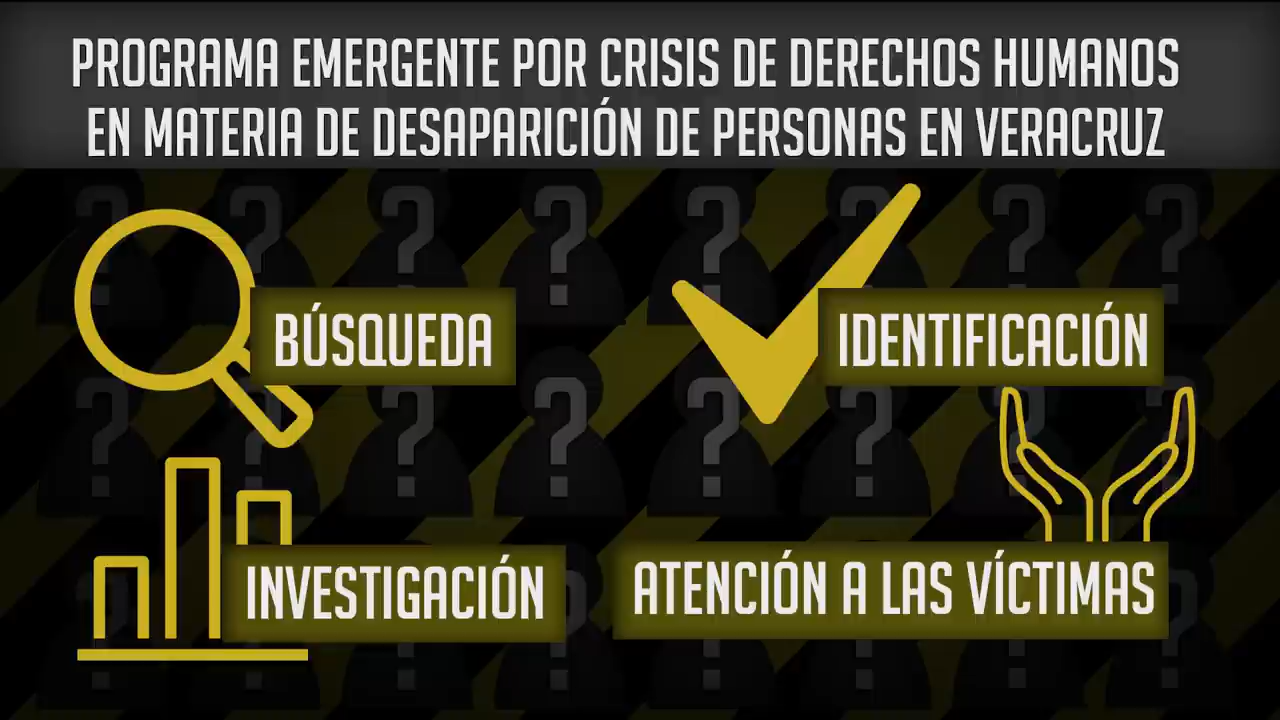 PROGRAMA EMERGENTE POR CRISIS DE DERECHOS HUMANOS
EN MATERIA DE DESAPARICIÓN DE PERSONAS EN VERACRUZ
BÚSQUEDA
IDENTIFICACIÓN
INVESTIGACIÓN
ATENCIÓN A LAS VÍCTIMAS